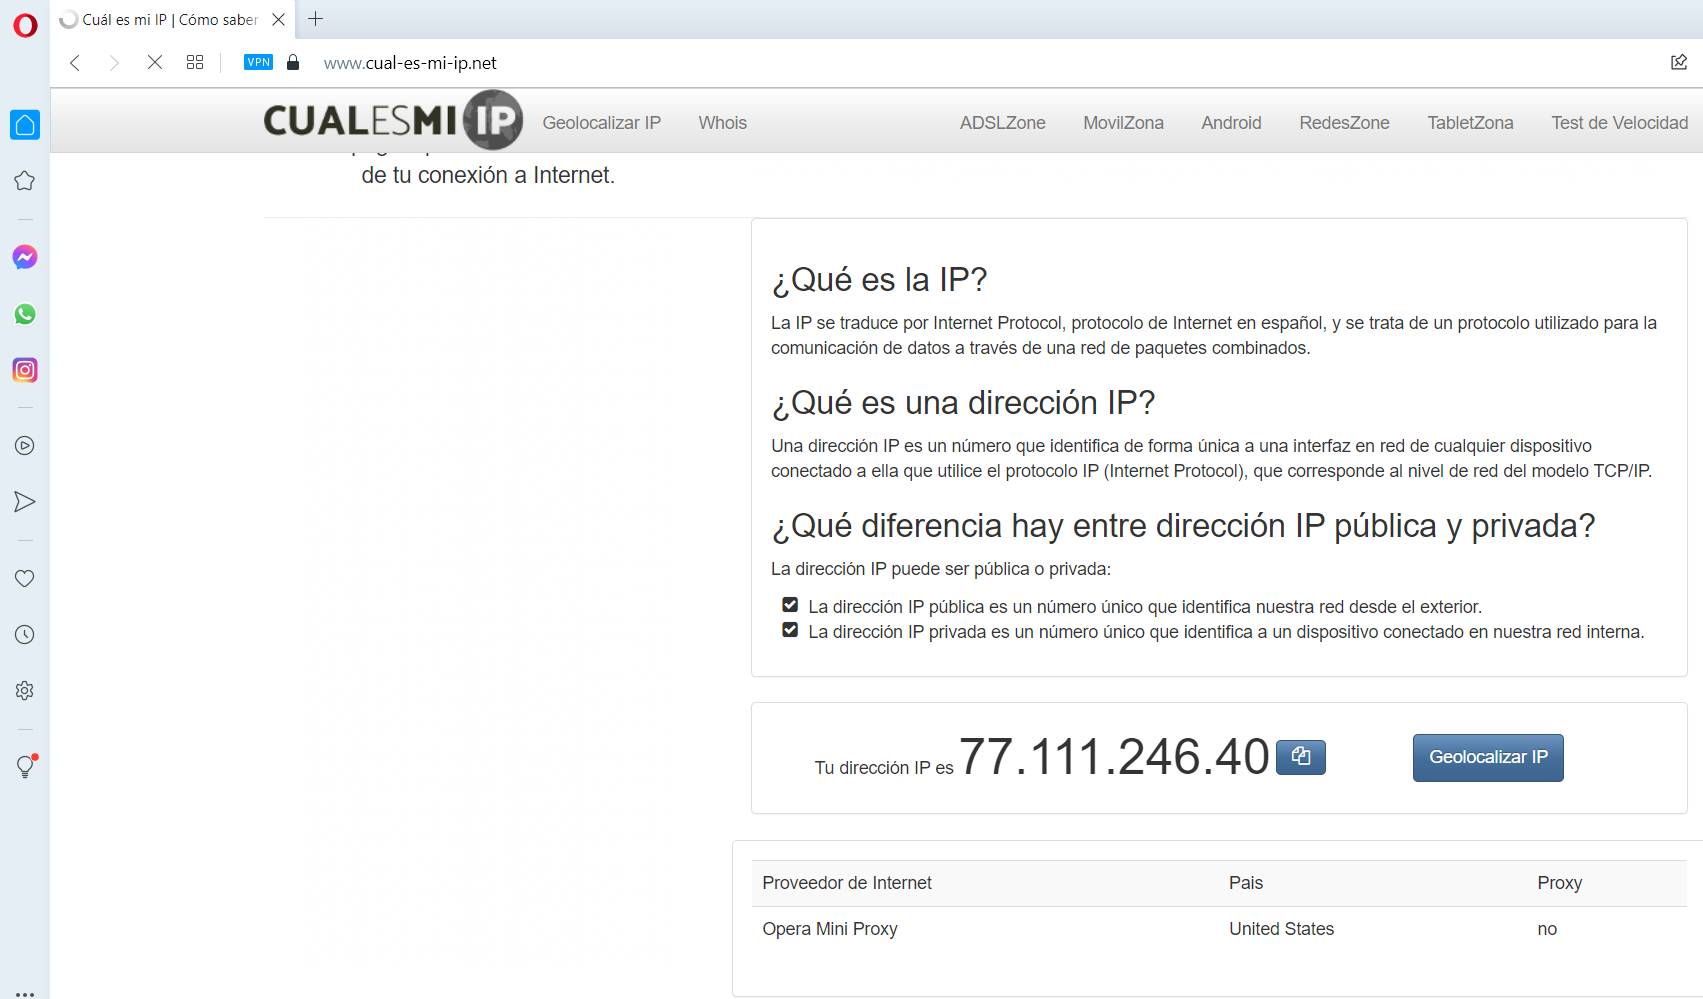 Cuál es mi IP | Cómo saber
VPN
www.cual-es-mi-ip.net
CUALESMI IP
Geolocalizar IP
Whois
ADSLZone
MovilZona
Android
RedesZone
TabletZona
Test de Velocidad
de tu conexión a Internet.
¿Qué es la IP?
La IP se traduce por Internet Protocol, protocolo de Internet en español, y se trata de un protocolo utilizado para la
comunicación de datos a través de una red de paquetes combinados.
¿Qué es una dirección IP?
Una dirección IP es un número que identifica de forma única a una interfaz en red de cualquier dispositivo
conectado a ella que utilice el protocolo IP (Internet Protocol), que corresponde al nivel de red del modelo TCP/IP.
¿Qué diferencia hay entre dirección IP pública y privada?
La dirección IP puede ser pública o privada:
La dirección IP pública es un número único que identifica nuestra red desde el exterior.
La dirección IP privada es un número único que identifica a un dispositivo conectado en nuestra red interna.
Tu dirección IP es 77.111.246.40
Geolocalizar IP
Proveedor de Internet Pais Proxy
Opera Mini Proxy United States no